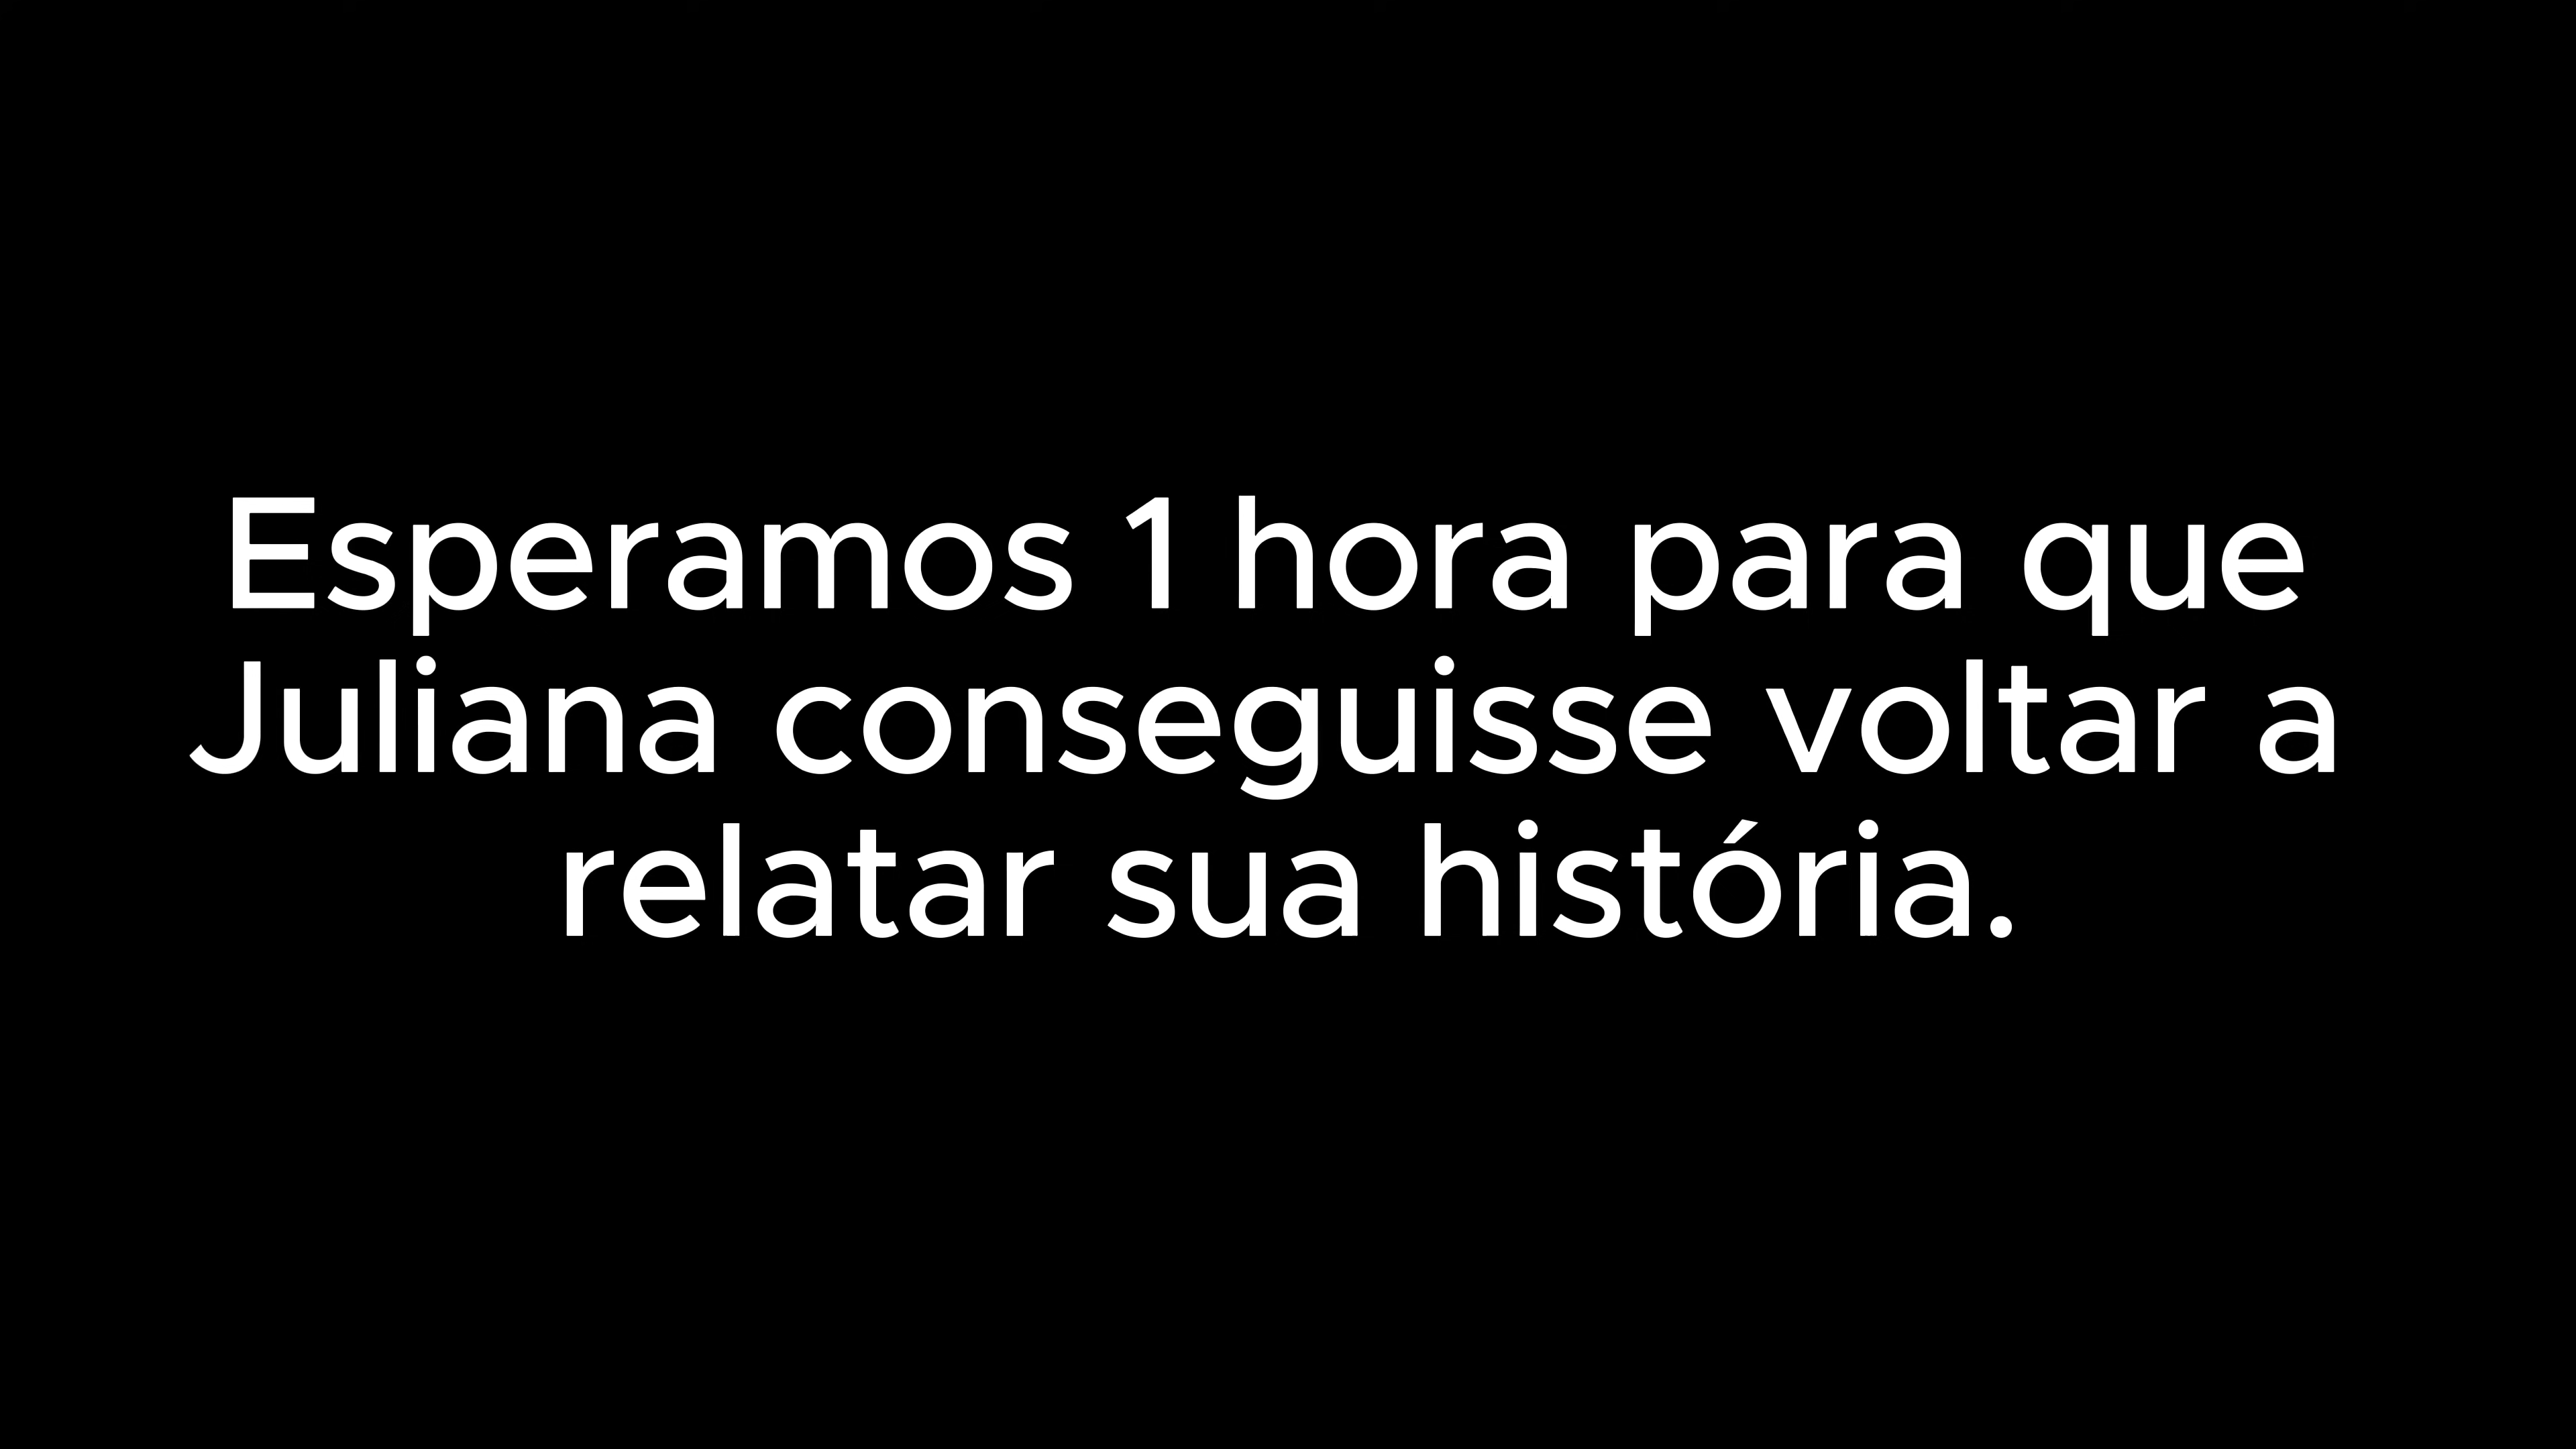 Esperamos 1 hora para que
Juliana conseguisse voltar a
relatar sua história.